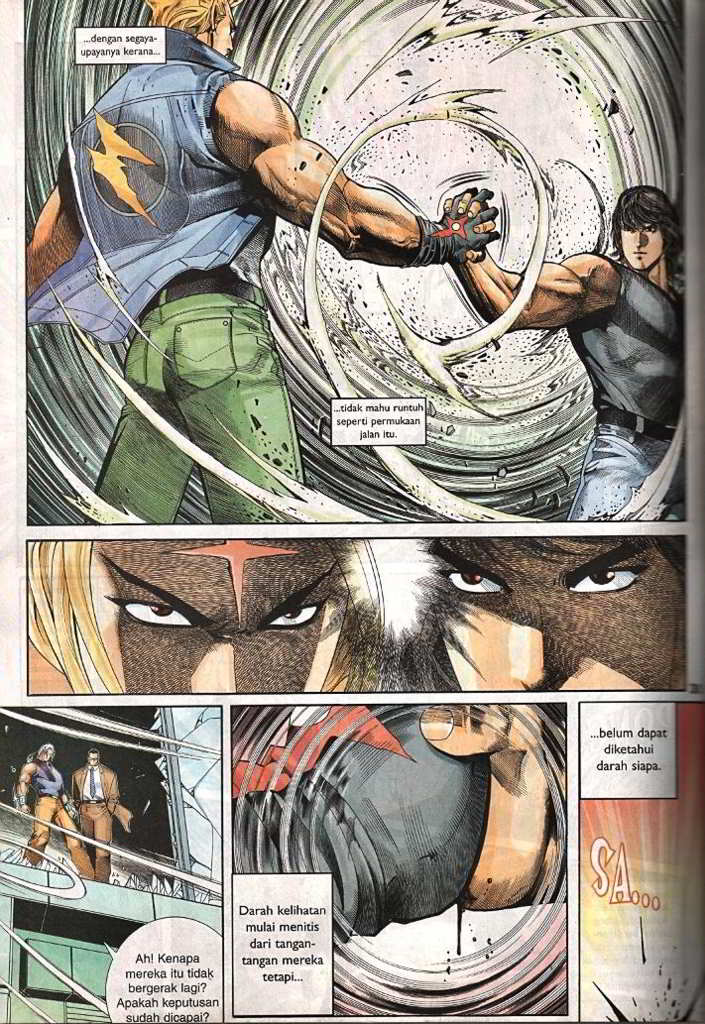 ...dengan segaya-
upayanya kerana...
...tidak mahu runtuh
seperti permukaan
jalan itu.
Ah! Kenapa
mereka itu tidak
bergerak lagi?
Apakah keputusan
sudah dicapai?
Darah kelihatan
mulai menitis
dari tangan-
tangan mereka
tetapi...
...belum dapat
diketahui
darah siapa.
SA...